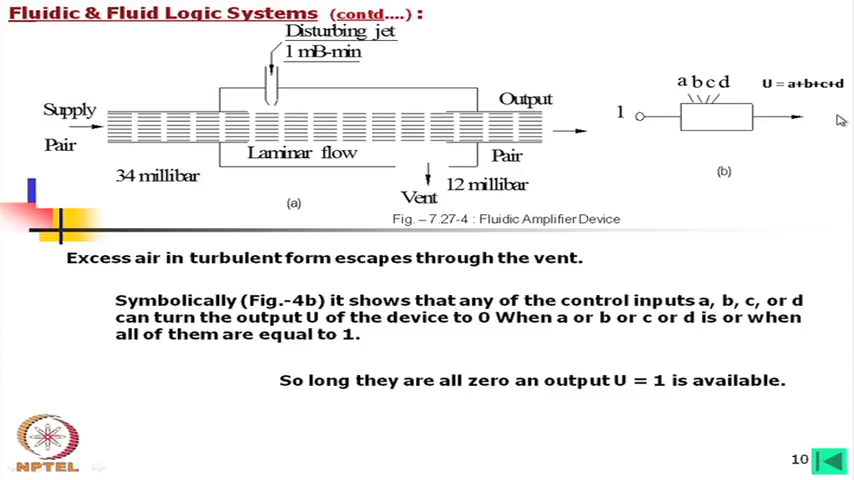 Fluidic & Fluid Logic Systems (contd....) :
Disturbing jet
1 mB-min
Supply
Pair
34 millibar
Laminar flow
Output
Pair
12 millibar
Vent
(a)
a b c d
U = a+b+c+d
1
(b)
Fig. – 7.27-4 : Fluidic Amplifier Device
Excess air in turbulent form escapes through the vent.
Symbolically (Fig.-4b) it shows that any of the control inputs a, b, c, or d
can turn the output U of the device to 0 When a or b or c or d is or when
all of them are equal to 1.
So long they are all zero an output U = 1 is available.
NPTEL
10